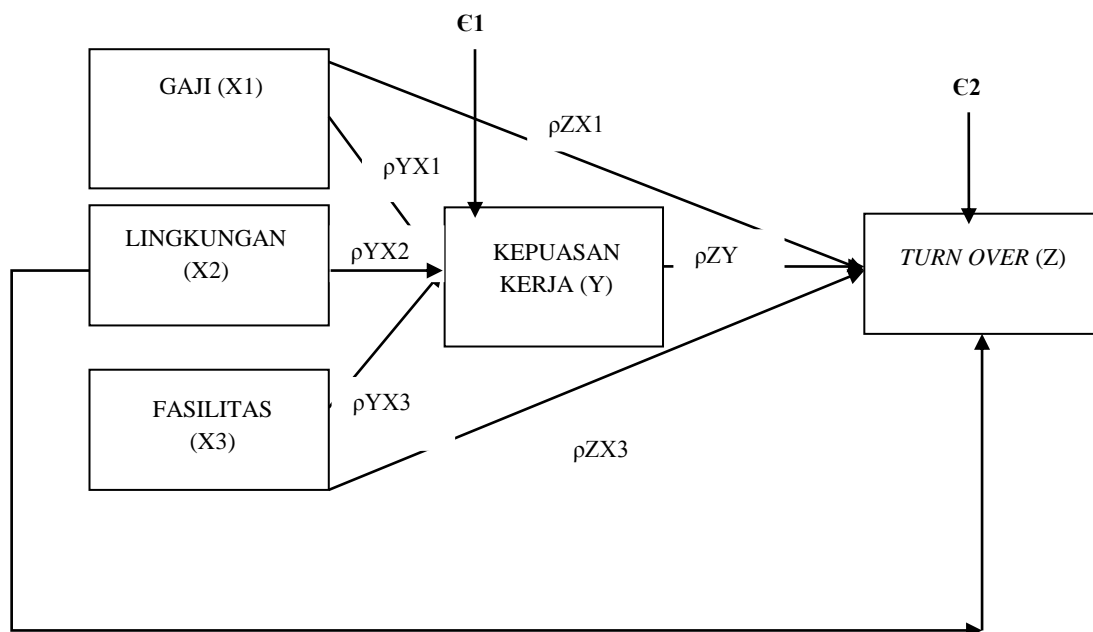 Є1
GAJI (X1)
Є2
ρZX1
ρYX1
LINGKUNGAN
(X2)
ρYX2
KEPUASAN
KERJA (Y)
ρZY
TURN OVER (Z)
FASILITAS
(X3)
ρYX3
ρZX3